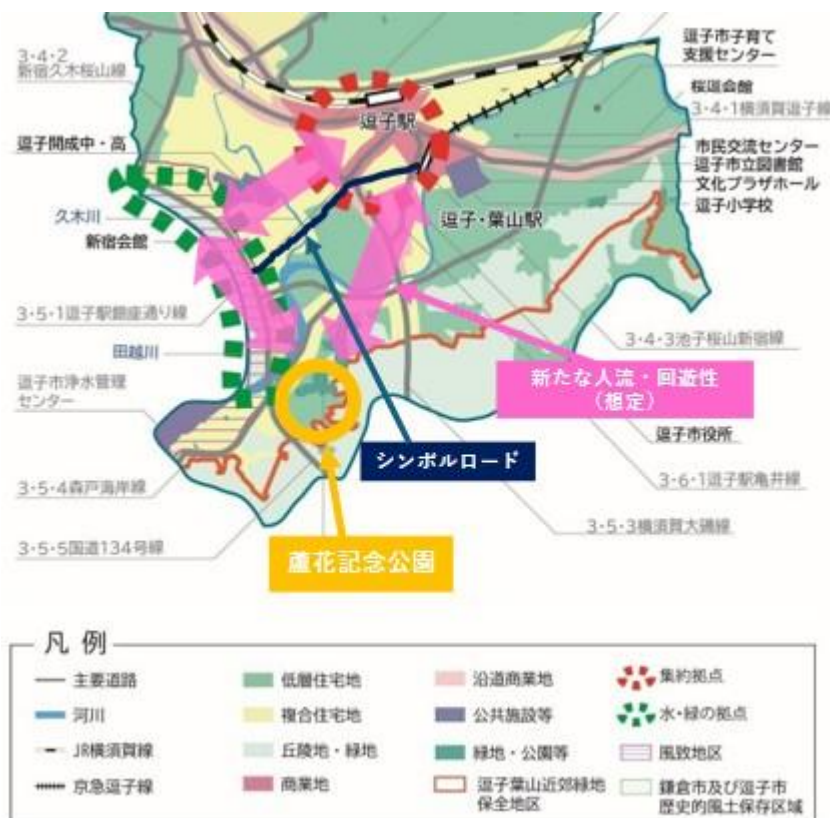 3・4・2
新宿久木桜山線
逗子開成中・高
久木川
新宿会館
3・5・1逗子駅銀座通り線
田越川
逗子市浄水管理
センター
3・5・4森戸海岸線
3・5・5国道134号線
逗子駅
逗子・葉山駅
逗子市子育て
支援センター
桜山会館
3・4・1横須賀逗子線
市民交流センター
逗子市立図書館
文化プラザホール
逗子小学校
3・4・3池子桜山新宿線
新たな人流・回遊性
（想定）
逗子市役所
シンボルロード
3・6・1逗子駅亀井線
3・5・3横須賀大磯線
蘆花記念公園
凡 例
主要道路
河川
JR横須賀線
京急逗子線
低層住宅地
複合住宅地
丘陵地・緑地
商業地
沿道商業地
公共施設等
緑地・公園等
逗子葉山近郊緑地
保全地区
集約拠点
水・緑の拠点
風致地区
鎌倉市及び逗子市
歴史的風土保存区域